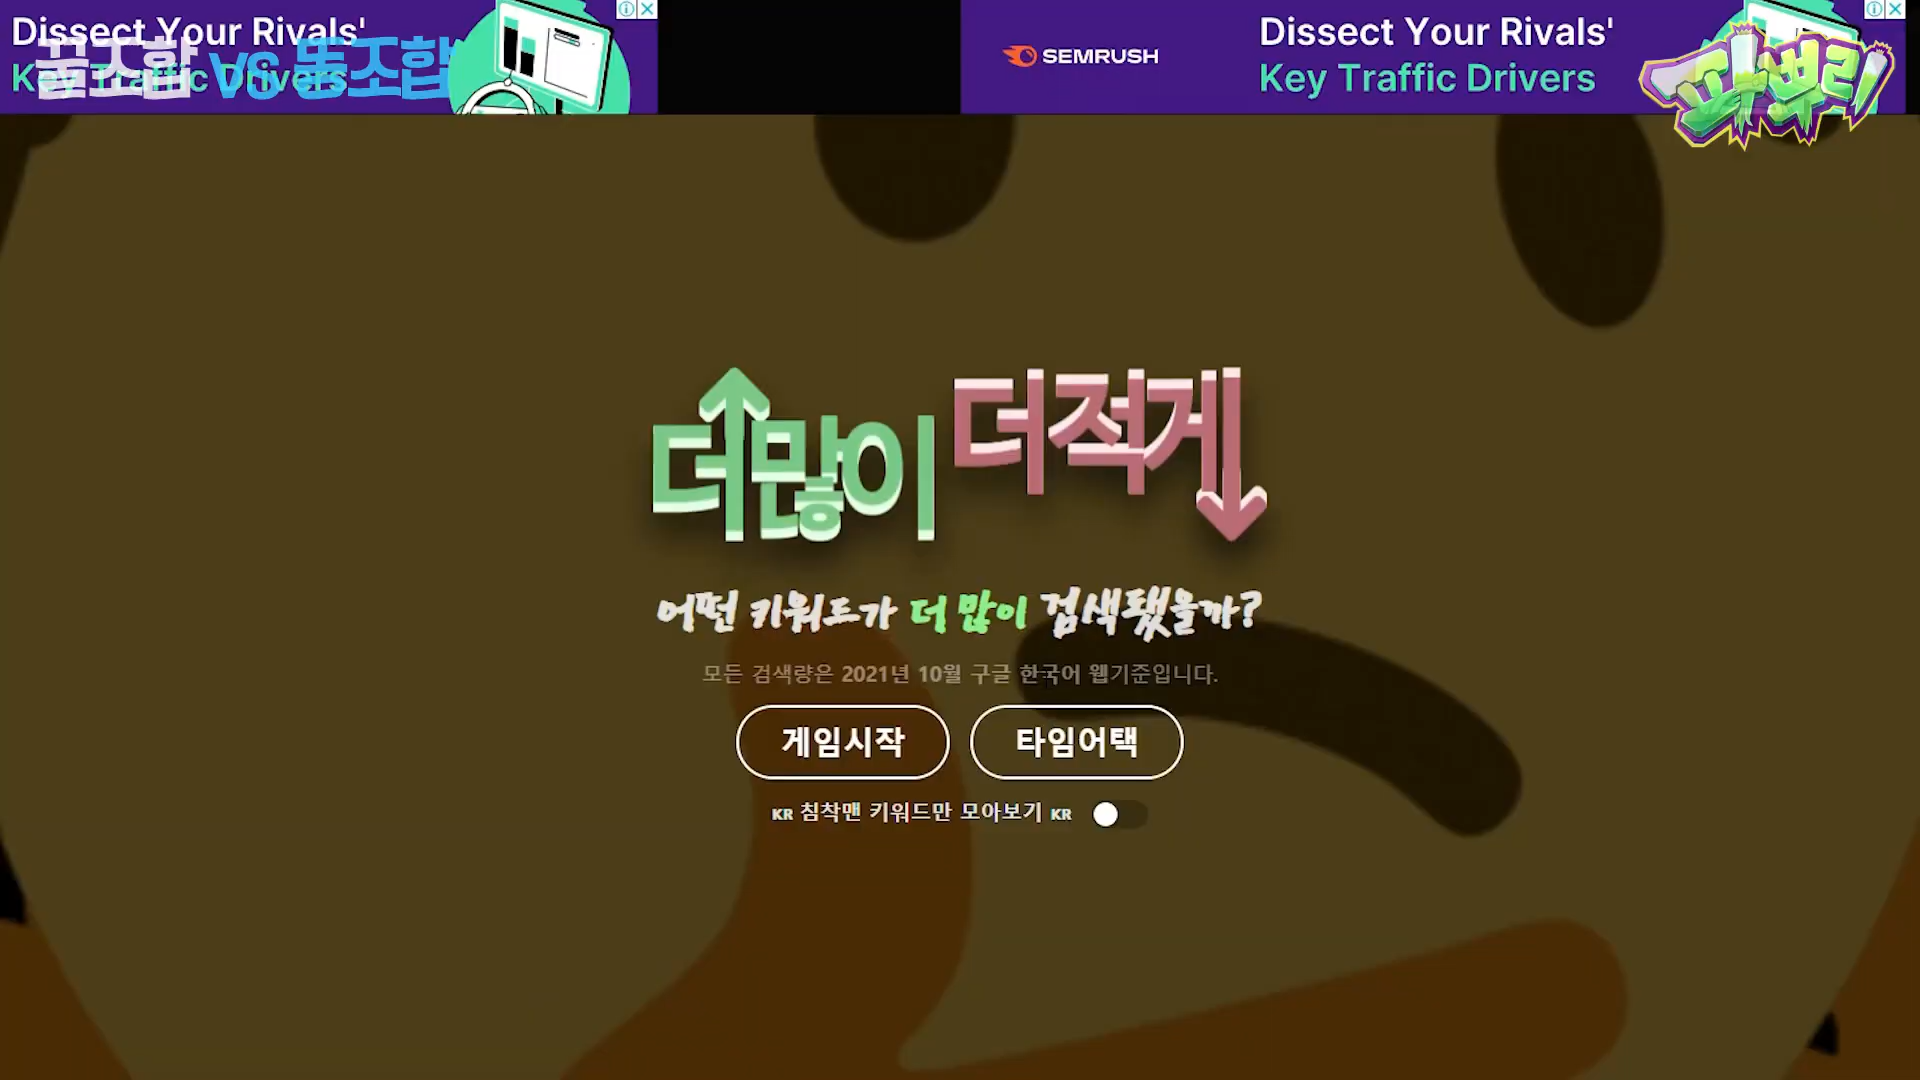 Dissect Your Rivals'
Key Traffic Drivers
꿀조합 vs 똥조합
SEMRUSH
Dissect Your Rivals'
Key Traffic Drivers
파뿌리
더많이 더적게
어떤 키워드가 더 많이 검색됐을까?
모든 검색량은 2021년 10월 구글 한국어 웹기준입니다.
게임시작 타임어택
KR 침착맨 키워드만 모아보기 KR